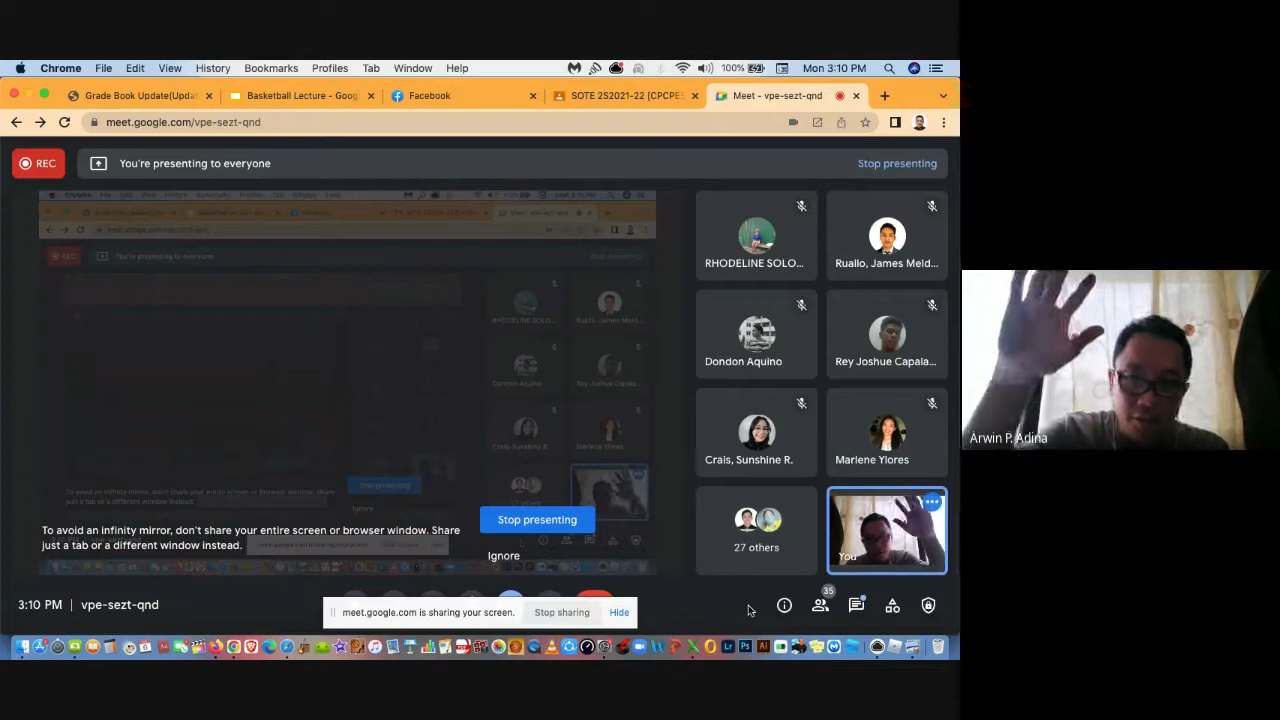 Chrome File Edit View History Bookmarks Profiles Tab Window Help 100% Mon 3:10 PM
Grade Book Update(Updat Basketball Lecture - Goog Facebook SOTE 2S2021-22 [CPCPE Meet - vpe-sezt-qnd
meet.google.com/vpe-sezt-qnd
REC You're presenting to everyone Stop presenting
RHODELINE SOLO... Ruallo, James Meld...
Dondon Aquino Rey Joshue Capala...
Crais, Sunshine R. Marlene Ylores
27 others You
Arwin P. Adina
To avoid an infinity mirror, don't share your entire screen or browser window. Share
just a tab or a different window instead.
Stop presenting
Ignore
3:10 PM vpe-sezt-qnd
meet.google.com is sharing your screen. Stop sharing Hide
35